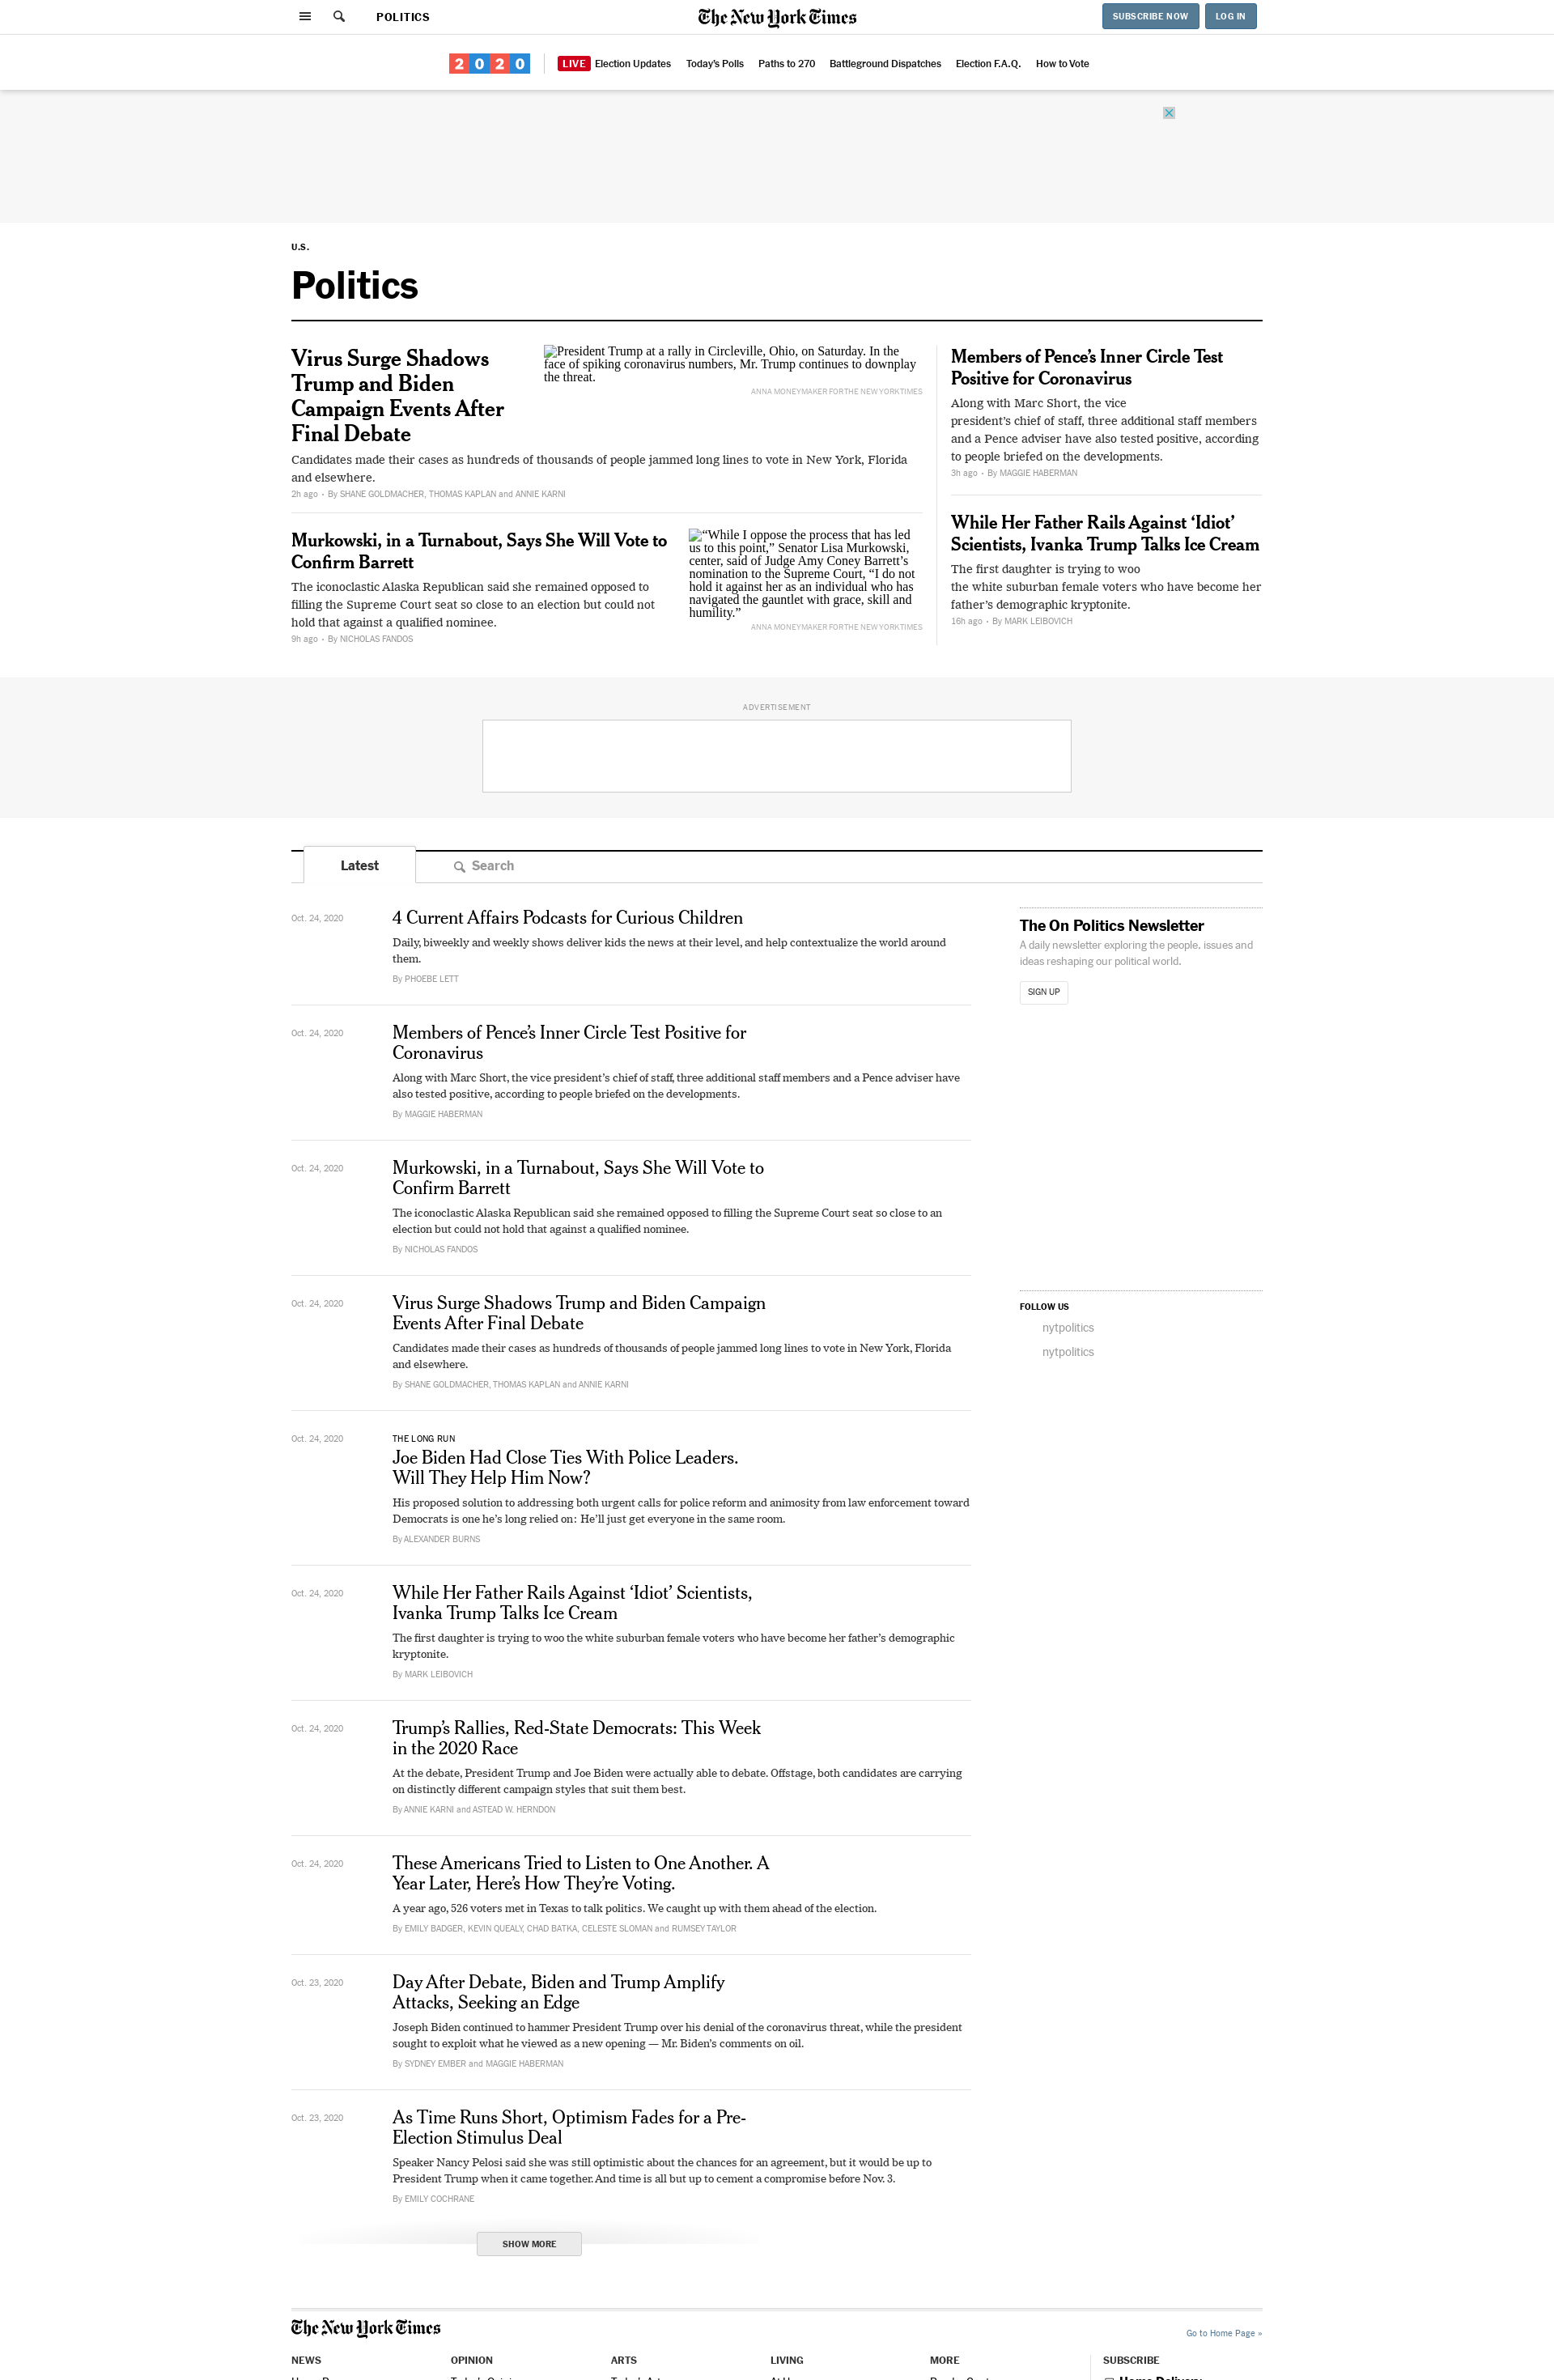 POLITICS
The New York Times
SUBSCRIBE NOW
LOG IN
2020
LIVE Election Updates
Today's Polls
Paths to 270
Battleground Dispatches
Election F.A.Q.
How to Vote
U.S.
Politics
Virus Surge Shadows
Trump and Biden
Campaign Events After
Final Debate
President Trump at a rally in Circleville, Ohio, on Saturday. In the
face of spiking coronavirus numbers, Mr. Trump continues to downplay
the threat.
ANNA MONEYMAKER FOR THE NEW YORK TIMES
Candidates made their cases as hundreds of thousands of people jammed long lines to vote in New York, Florida
and elsewhere.
2h ago • By SHANE GOLDMACHER, THOMAS KAPLAN and ANNIE KARNI
Murkowski, in a Turnabout, Says She Will Vote to
Confirm Barrett
The iconoclastic Alaska Republican said she remained opposed to
filling the Supreme Court seat so close to an election but could not
hold that against a qualified nominee.
9h ago • By NICHOLAS FANDOS
“While I oppose the process that has led
us to this point,” Senator Lisa Murkowski,
center, said of Judge Amy Coney Barrett’s
nomination to the Supreme Court, “I do not
hold it against her as an individual who has
navigated the gauntlet with grace, skill and
humility.”
ANNA MONEYMAKER FOR THE NEW YORK TIMES
Members of Pence’s Inner Circle Test
Positive for Coronavirus
Along with Marc Short, the vice
president’s chief of staff, three additional staff members
and a Pence adviser have also tested positive, according
to people briefed on the developments.
3h ago • By MAGGIE HABERMAN
While Her Father Rails Against ‘Idiot’
Scientists, Ivanka Trump Talks Ice Cream
The first daughter is trying to woo
the white suburban female voters who have become her
father’s demographic kryptonite.
16h ago • By MARK LEIBOVICH
ADVERTISEMENT
Latest
Search
Oct. 24, 2020
4 Current Affairs Podcasts for Curious Children
Daily, biweekly and weekly shows deliver kids the news at their level, and help contextualize the world around
them.
By PHOEBE LETT
Oct. 24, 2020
Members of Pence’s Inner Circle Test Positive for
Coronavirus
Along with Marc Short, the vice president’s chief of staff, three additional staff members and a Pence adviser have
also tested positive, according to people briefed on the developments.
By MAGGIE HABERMAN
Oct. 24, 2020
Murkowski, in a Turnabout, Says She Will Vote to
Confirm Barrett
The iconoclastic Alaska Republican said she remained opposed to filling the Supreme Court seat so close to an
election but could not hold that against a qualified nominee.
By NICHOLAS FANDOS
Oct. 24, 2020
Virus Surge Shadows Trump and Biden Campaign
Events After Final Debate
Candidates made their cases as hundreds of thousands of people jammed long lines to vote in New York, Florida
and elsewhere.
By SHANE GOLDMACHER, THOMAS KAPLAN and ANNIE KARNI
Oct. 24, 2020
THE LONG RUN
Joe Biden Had Close Ties With Police Leaders.
Will They Help Him Now?
His proposed solution to addressing both urgent calls for police reform and animosity from law enforcement toward
Democrats is one he’s long relied on: He’ll just get everyone in the same room.
By ALEXANDER BURNS
Oct. 24, 2020
While Her Father Rails Against ‘Idiot’ Scientists,
Ivanka Trump Talks Ice Cream
The first daughter is trying to woo the white suburban female voters who have become her father’s demographic
kryptonite.
By MARK LEIBOVICH
Oct. 24, 2020
Trump’s Rallies, Red-State Democrats: This Week
in the 2020 Race
At the debate, President Trump and Joe Biden were actually able to debate. Offstage, both candidates are carrying
on distinctly different campaign styles that suit them best.
By ANNIE KARNI and ASTEAD W. HERNDON
Oct. 24, 2020
These Americans Tried to Listen to One Another. A
Year Later, Here’s How They’re Voting.
A year ago, 526 voters met in Texas to talk politics. We caught up with them ahead of the election.
By EMILY BADGER, KEVIN QUEALY, CHAD BATKA, CELESTE SLOMAN and RUMSEY TAYLOR
Oct. 23, 2020
Day After Debate, Biden and Trump Amplify
Attacks, Seeking an Edge
Joseph Biden continued to hammer President Trump over his denial of the coronavirus threat, while the president
sought to exploit what he viewed as a new opening — Mr. Biden’s comments on oil.
By SYDNEY EMBER and MAGGIE HABERMAN
Oct. 23, 2020
As Time Runs Short, Optimism Fades for a Pre-
Election Stimulus Deal
Speaker Nancy Pelosi said she was still optimistic about the chances for an agreement, but it would be up to
President Trump when it came together. And time is all but up to cement a compromise before Nov. 3.
By EMILY COCHRANE
SHOW MORE
The On Politics Newsletter
A daily newsletter exploring the people, issues and
ideas reshaping our political world.
SIGN UP
FOLLOW US
nytpolitics
nytpolitics
The New York Times
Go to Home Page »
NEWS
OPINION
ARTS
LIVING
MORE
SUBSCRIBE